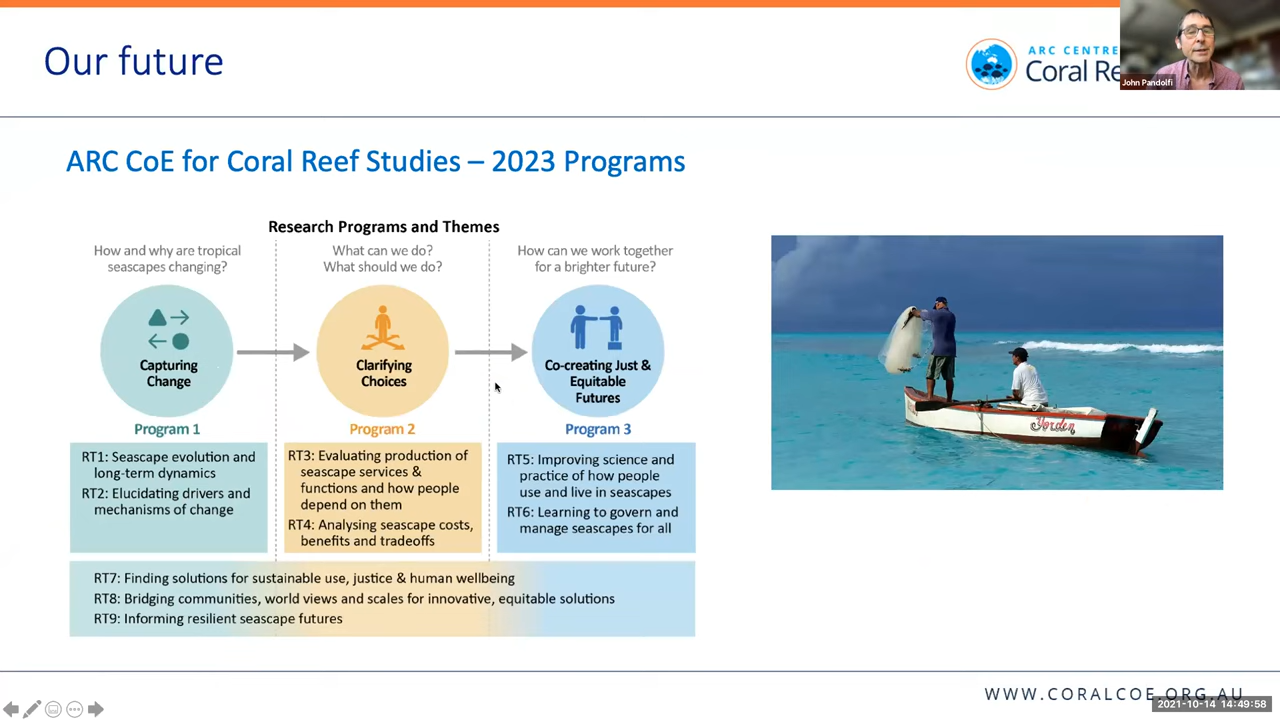 Our future
ARC CENTRE
Coral Re
John Pandolfi
ARC CoE for Coral Reef Studies – 2023 Programs
Research Programs and Themes
How and why are tropical
seascapes changing?
What can we do?
What should we do?
How can we work together
for a brighter future?
Capturing
Change
Clarifying
Choices
Co-creating Just &
Equitable
Futures
Program 1
Program 2
Program 3
RT1: Seascape evolution and
long-term dynamics
RT2: Elucidating drivers and
mechanisms of change
RT3: Evaluating production of
seascape services &
functions and how people
depend on them
RT4: Analysing seascape costs,
benefits and tradeoffs
RT5: Improving science and
practice of how people
use and live in seascapes
RT6: Learning to govern and
manage seascapes for all
RT7: Finding solutions for sustainable use, justice & human wellbeing
RT8: Bridging communities, world views and scales for innovative, equitable solutions
RT9: Informing resilient seascape futures
Yorden
WWW.CORALCOE.ORG.AU
2021-10-14 14:49:58